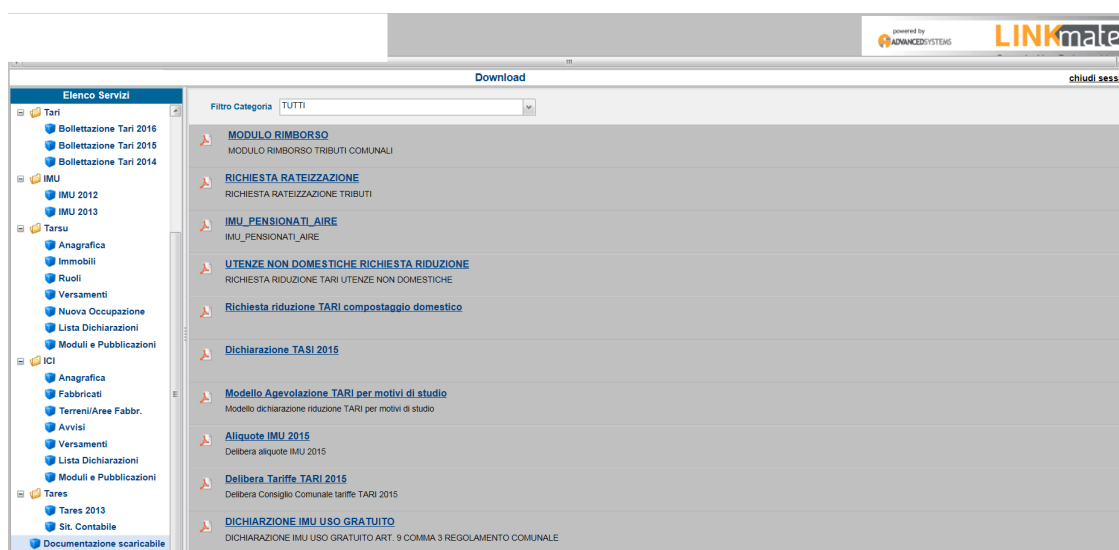 powered by
ADVANCEDSYSTEMS
LINKmate
Download
chiudi sess
Elenco Servizi
Tari
Bollettazione Tari 2016
Bollettazione Tari 2015
Bollettazione Tari 2014
IMU
IMU 2012
IMU 2013
Tarsu
Anagrafica
Immobili
Ruoli
Versamenti
Nuova Occupazione
Lista Dichiarazioni
Moduli e Pubblicazioni
ICI
Anagrafica
Fabbricati
Terreni/Aree Fabbr.
Avvisi
Versamenti
Lista Dichiarazioni
Moduli e Pubblicazioni
Tares
Tares 2013
Sit. Contabile
Documentazione scaricabile
Filtro Categoria TUTTI
MODULO RIMBORSO
MODULO RIMBORSO TRIBUTI COMUNALI
RICHIESTA RATEIZZAZIONE
RICHIESTA RATEIZZAZIONE TRIBUTI
IMU_PENSIONATI_AIRE
IMU_PENSIONATI_AIRE
UTENZE NON DOMESTICHE RICHIESTA RIDUZIONE
RICHIESTA RIDUZIONE TARI UTENZE NON DOMESTICHE
Richiesta riduzione TARI compostaggio domestico
Dichiarazione TASI 2015
Modello Agevolazione TARI per motivi di studio
Modello dichiarazione riduzione TARI per motivi di studio
Aliquote IMU 2015
Delibera aliquote IMU 2015
Delibera Tariffe TARI 2015
Delibera Consiglio Comunale tariffe TARI 2015
DICHIARZIONE IMU USO GRATUITO
DICHIARAZIONE IMU USO GRATUITO ART. 9 COMMA 3 REGOLAMENTO COMUNALE